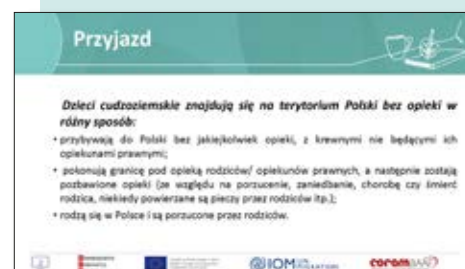 Przyjazd
Dzieci cudzoziemskie znajdują się na terytorium Polski bez opieki w
różny sposób:
• przybywają do Polski bez jakiejkolwiek opieki, z krewnymi nie będącymi ich
opiekunami prawnymi;
• pokonują granicę pod opieką rodziców/ opiekunów prawnych, a następnie zostają
pozbawione opieki (ze względu na porzucenie, zaniedbanie, chorobę czy śmierć
rodzica, niekiedy powierzane są pieczy przez rodziców itp.);
• rodzą się w Polsce i są porzucone przez rodziców.
IOM UN MIGRATION
coram